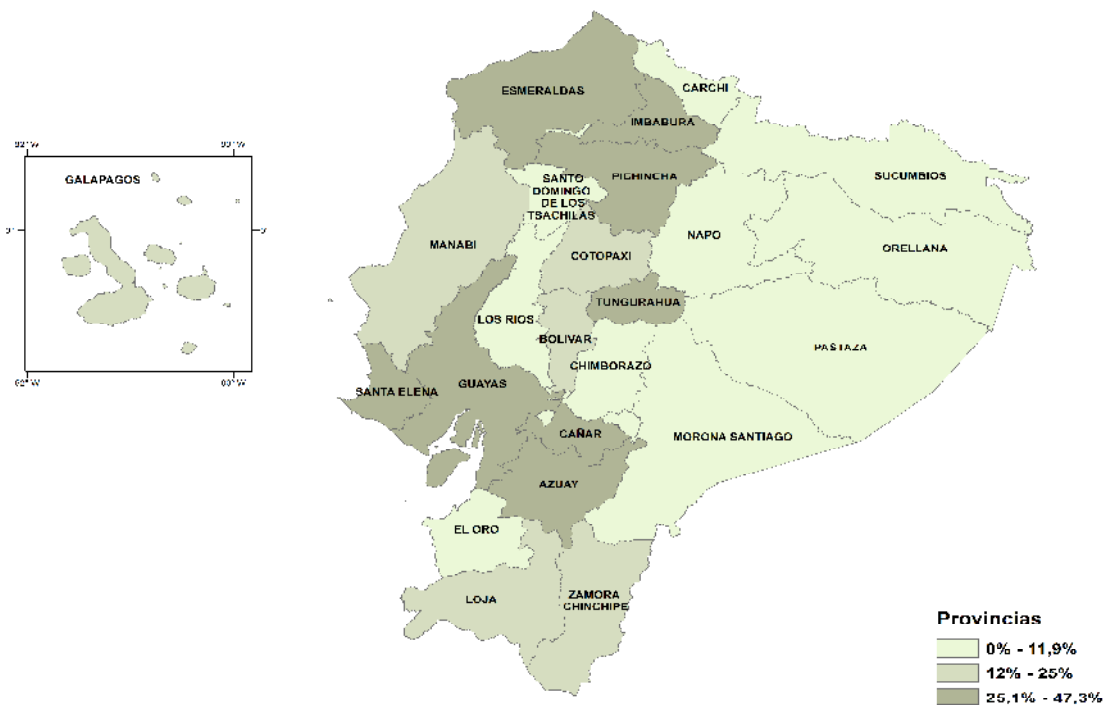 ESMERALDAS
CARCHI
IMBABURA
PICHINCHA
SANTO
DOMINGO
DE LOS
TSACHILAS
SUCUMBIOS
NAPO
ORELLANA
MANABI
COTOPAXI
TUNGURAHUA
LOS RIOS
BOLIVAR
PASTAZA
CHIMBORAZO
SANTA ELENA
GUAYAS
CAÑAR
MORONA SANTIAGO
AZUAY
EL ORO
LOJA
ZAMORA
CHINCHIPE
GALAPAGOS
Provincias
0% - 11,9%
12% - 25%
25,1% - 47,3%